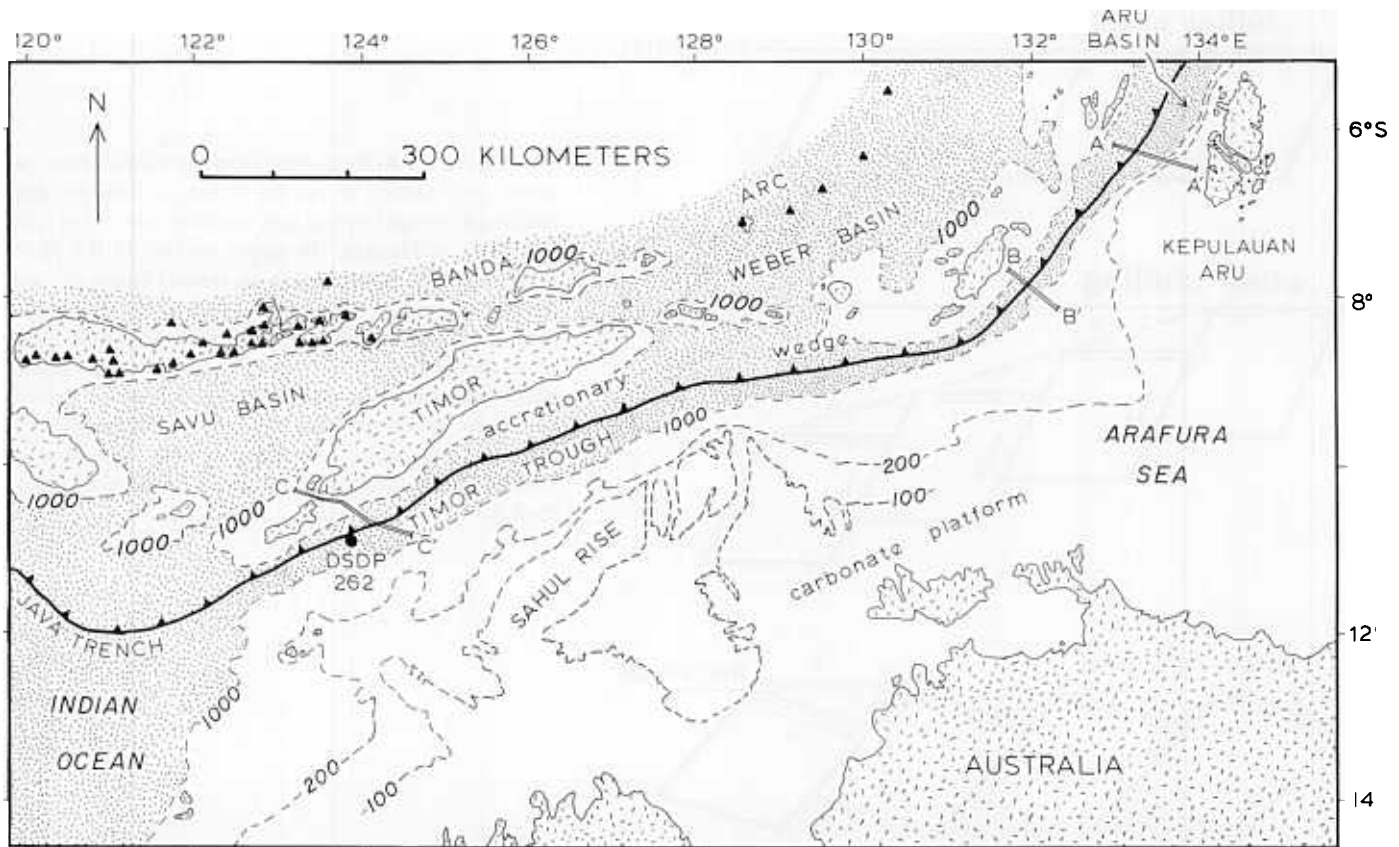 ARU
BASIN
120° 122° 124° 126° 128° 130° 132° 134°E
N
0 300 KILOMETERS
6°S
A
A'
ARC
1000
WEBER BASIN
KEPULAUAN
ARU
BANDA
1000
B
B'
1000
8°
wedge
SAVU BASIN
TIMOR
accretionary
1000
TIMOR TROUGH
ARAFURA
SEA
200
100
C
C'
1000
1000
1000
DSDP
262
SAHUL RISE
carbonate platform
JAVA TRENCH
12°
INDIAN
OCEAN
1000
200
100
AUSTRALIA
14